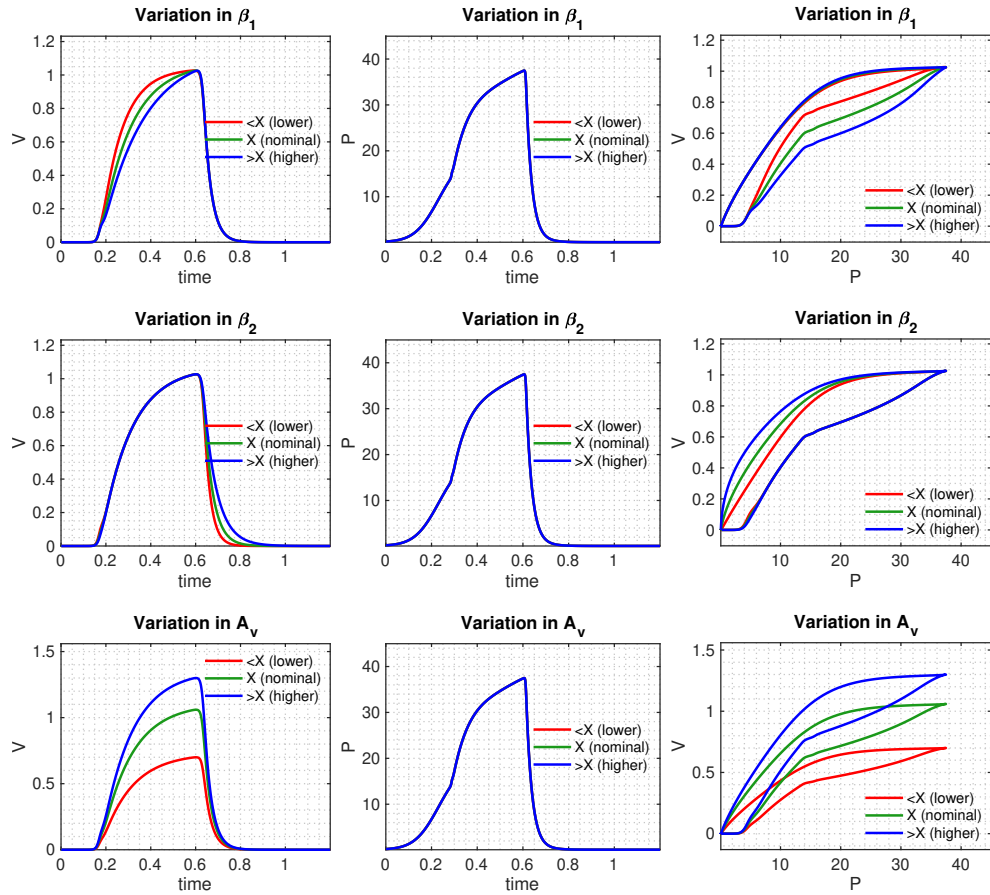 Variation in β1
1.2
1
0.8
0.6
0.4
0.2
0
V
<X (lower)
X (nominal)
>X (higher)
0 0.2 0.4 0.6 0.8 1
time
Variation in β1
40
30
20
10
P
<X (lower)
X (nominal)
>X (higher)
0 0.2 0.4 0.6 0.8 1
time
Variation in β1
1.2
1
0.8
0.6
0.4
0.2
0
V
<X (lower)
X (nominal)
>X (higher)
0 10 20 30 40
P
Variation in β2
1.2
1
0.8
0.6
0.4
0.2
0
V
<X (lower)
X (nominal)
>X (higher)
0 0.2 0.4 0.6 0.8 1
time
Variation in β2
40
30
20
10
P
<X (lower)
X (nominal)
>X (higher)
0 0.2 0.4 0.6 0.8 1
time
Variation in β2
1.2
1
0.8
0.6
0.4
0.2
0
V
<X (lower)
X (nominal)
>X (higher)
0 10 20 30 40
P
Variation in Av
1.5
1
0.5
0
V
<X (lower)
X (nominal)
>X (higher)
0 0.2 0.4 0.6 0.8 1
time
Variation in Av
40
30
20
10
P
<X (lower)
X (nominal)
>X (higher)
0 0.2 0.4 0.6 0.8 1
time
Variation in Av
1.5
1
0.5
0
V
<X (lower)
X (nominal)
>X (higher)
0 10 20 30 40
P